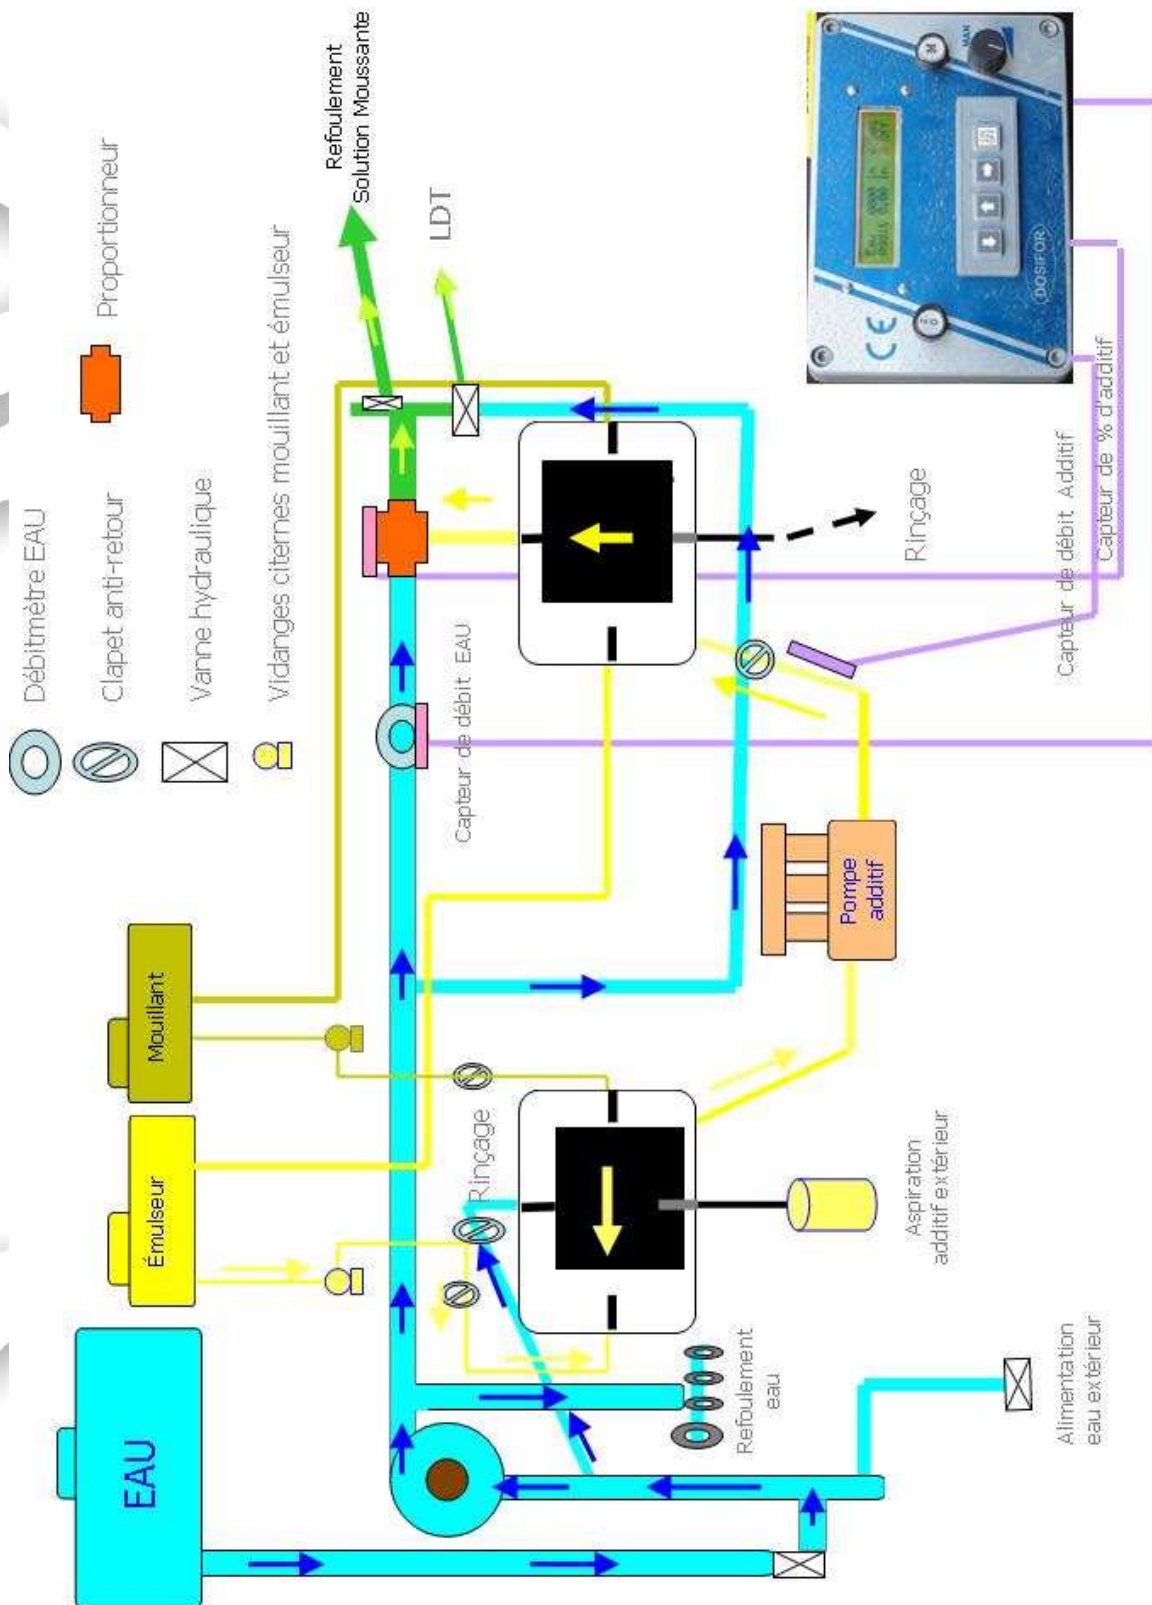 Débitmètre EAU
Clapet anti-retour
Vanne hydraulique
Vidanges citernes mouillant et émulseur
Proportionneur
EAU
Émulseur
Mouillant
Refoulement
Solution Moussante
LDT
Capteur de débit EAU
Rinçage
Rinçage
Pompe
additif
Refoulement
eau
Aspiration
additif extérieur
Alimentation
eau extérieur
Capteur de débit Additif
Capteur de % d'additif
CE
DOSIFOR
MAN
M